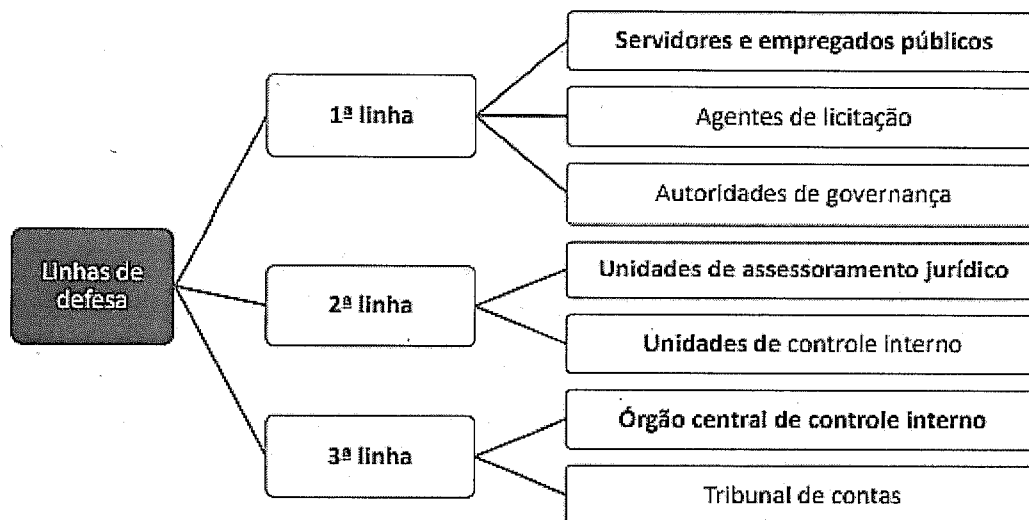 Servidores e empregados públicos
1ª linha
Agentes de licitação
Autoridades de governança
Linhas de
defesa
2ª linha
Unidades de assessoramento jurídico
Unidades de controle interno
3ª linha
Órgão central de controle interno
Tribunal de contas